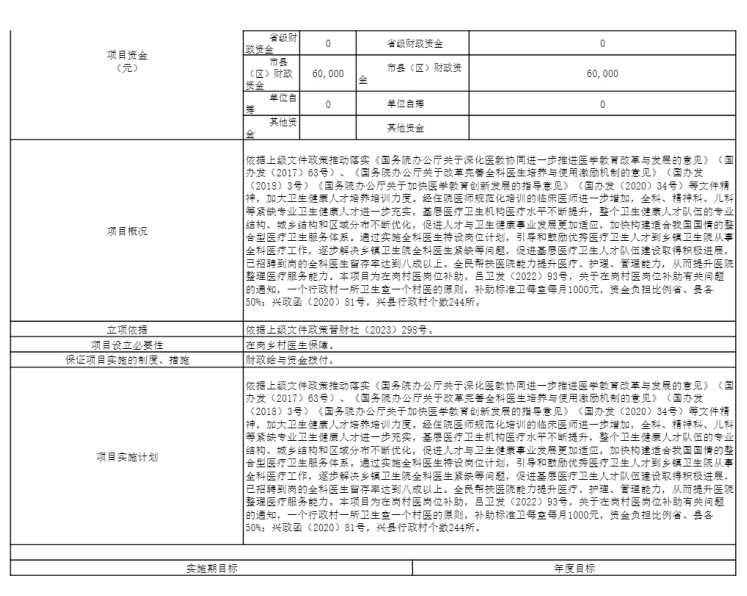 项目资金
（元）
省级财政资金 0 省级财政资金 0
市县（区）财政资金 60,000 市县（区）财政资金 60,000
单位自筹 0 单位自筹 0
其他资金 其他资金
项目概况
依据上级文件政策推动落实《国务院办公厅关于深化医教协同进一步推进医学教育改革与发展的意见》（国
办发（2017）63号）、《国务院办公厅关于改革完善全科医生培养与使用激励机制的意见》（国办发
（2018）3号）《国务院办公厅关于加快医学教育创新发展的指导意见》（国办发（2020）34号）等文件精
神，加大卫生健康人才培养培训力度。经住院医师规范化培训的临床医师进一步增加，全科、精神科、儿科
等紧缺专业卫生健康人才进一步充实，基层医疗卫生机构医疗水平不断提升，整个卫生健康人才队伍的专业
结构、城乡结构和区域分布不断优化，促进人才与卫生健康事业发展更加适应，加快构建适合我国国情的整
合型医疗卫生服务体系。通过实施全科医生特设岗位计划，引导和鼓励优秀医疗卫生人才到乡镇卫生院从事
全科医疗工作，逐步解决乡镇卫生院全科医生紧缺等问题，促进基层医疗卫生人才队伍建设取得积极进展，
已招聘到岗的全科医生留存率达到八成以上。全民帮扶医院能力提升医疗、护理、管理能力，从而提升医院
整理医疗服务能力。本项目为在岗村医岗位补助，吕卫发（2022）93号，关于在岗村医岗位补助有关问题
的通知，一个行政村一所卫生室一个村医的原则，补助标准卫每室每月1000元，资金负担比例省、县各
50%；兴政函（2020）81号，兴县行政村个数244所。
立项依据 依据上级文件政策晋财社（2023）298号。
项目设立必要性 在岗乡村医生保障。
保证项目实施的制度、措施 财政给与资金拨付。
项目实施计划
依据上级文件政策推动落实《国务院办公厅关于深化医教协同进一步推进医学教育改革与发展的意见》（国
办发（2017）63号）、《国务院办公厅关于改革完善全科医生培养与使用激励机制的意见》（国办发
（2018）3号）《国务院办公厅关于加快医学教育创新发展的指导意见》（国办发（2020）34号）等文件精
神，加大卫生健康人才培养培训力度。经住院医师规范化培训的临床医师进一步增加，全科、精神科、儿科
等紧缺专业卫生健康人才进一步充实，基层医疗卫生机构医疗水平不断提升，整个卫生健康人才队伍的专业
结构、城乡结构和区域分布不断优化，促进人才与卫生健康事业发展更加适应，加快构建适合我国国情的整
合型医疗卫生服务体系。通过实施全科医生特设岗位计划，引导和鼓励优秀医疗卫生人才到乡镇卫生院从事
全科医疗工作，逐步解决乡镇卫生院全科医生紧缺等问题，促进基层医疗卫生人才队伍建设取得积极进展，
已招聘到岗的全科医生留存率达到八成以上。全民帮扶医院能力提升医疗、护理、管理能力，从而提升医院
整理医疗服务能力。本项目为在岗村医岗位补助，吕卫发（2022）93号，关于在岗村医岗位补助有关问题
的通知，一个行政村一所卫生室一个村医的原则，补助标准卫每室每月1000元，资金负担比例省、县各
50%；兴政函（2020）81号，兴县行政村个数244所。
实施期目标 年度目标